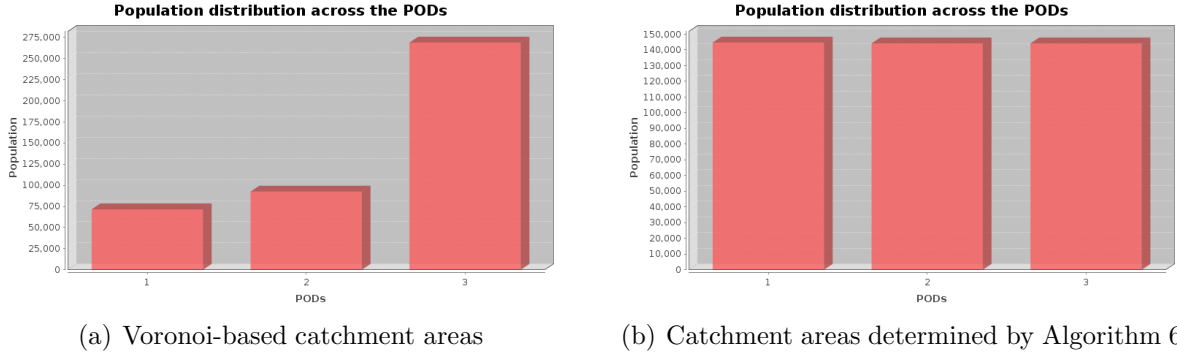 Population distribution across the PODs
275,000
250,000
225,000
200,000
175,000
150,000
125,000
100,000
75,000
50,000
25,000
0
Population
1 2 3
PODs
(a) Voronoi-based catchment areas
Population distribution across the PODs
150,000
140,000
130,000
120,000
110,000
100,000
90,000
80,000
70,000
60,000
50,000
40,000
30,000
20,000
10,000
0
Population
1 2 3
PODs
(b) Catchment areas determined by Algorithm 6